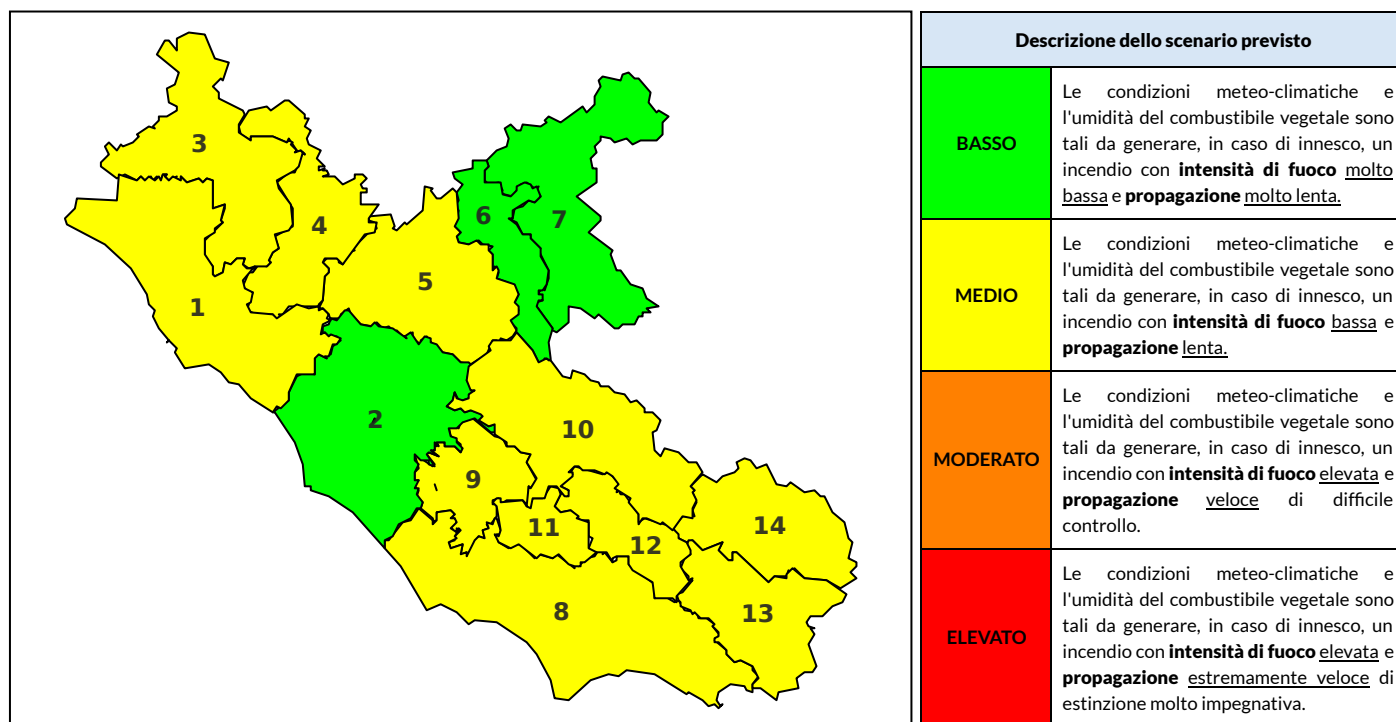 3
4
6
7
5
1
2
10
9
11
12
14
8
13
Descrizione dello scenario previsto
BASSO
Le condizioni meteo-climatiche e
l'umidità del combustibile vegetale sono
tali da generare, in caso di innesco, un
incendio con intensità di fuoco molto
bassa e propagazione molto lenta.
MEDIO
Le condizioni meteo-climatiche e
l'umidità del combustibile vegetale sono
tali da generare, in caso di innesco, un
incendio con intensità di fuoco bassa e
propagazione lenta.
MODERATO
Le condizioni meteo-climatiche e
l'umidità del combustibile vegetale sono
tali da generare, in caso di innesco, un
incendio con intensità di fuoco elevata e
propagazione veloce di difficile
controllo.
ELEVATO
Le condizioni meteo-climatiche e
l'umidità del combustibile vegetale sono
tali da generare, in caso di innesco, un
incendio con intensità di fuoco elevata e
propagazione estremamente veloce di
estinzione molto impegnativa.